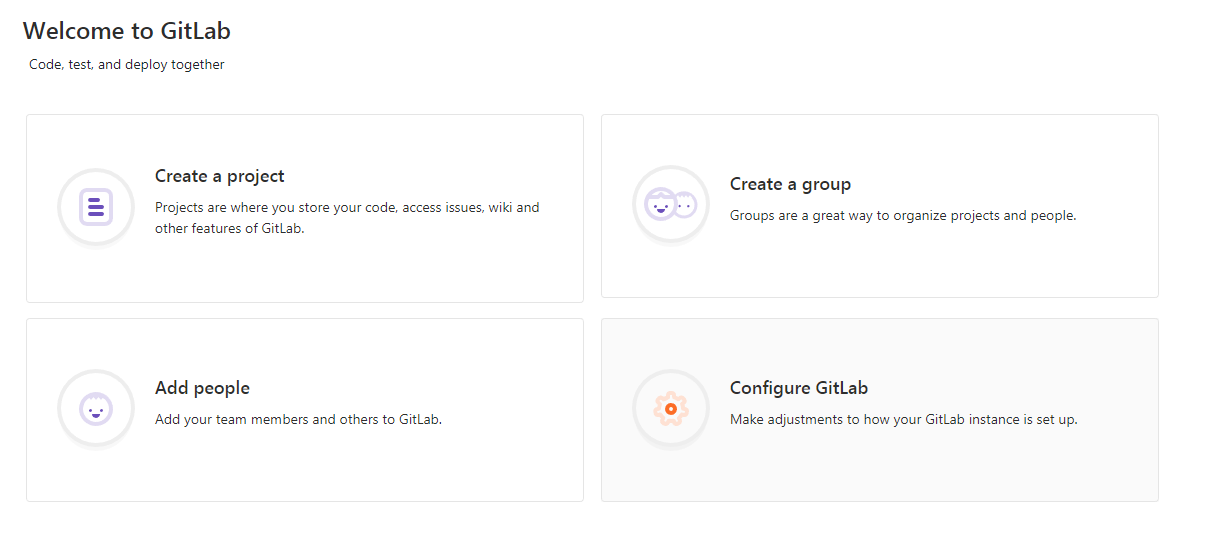 Welcome to GitLab
Code, test, and deploy together
Create a project
Projects are where you store your code, access issues, wiki and
other features of GitLab.
Create a group
Groups are a great way to organize projects and people.
Add people
Add your team members and others to GitLab.
Configure GitLab
Make adjustments to how your GitLab instance is set up.